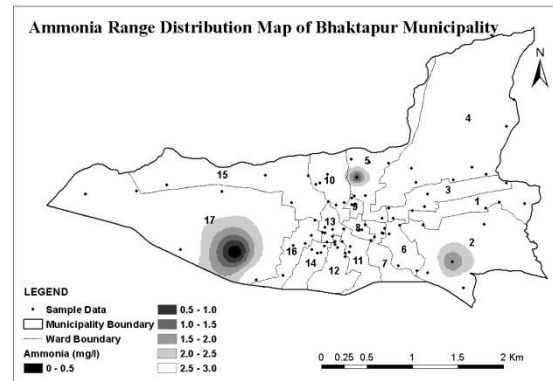 Ammonia Range Distribution Map of Bhaktapur Municipality
N
4
5
15
10
3
1
9
17
13
8
2
16
6
14
11
7
12
LEGEND
Sample Data
Municipality Boundary
Ward Boundary
Ammonia (mg/l)
0 - 0.5
0.5 - 1.0
1.0 - 1.5
1.5 - 2.0
2.0 - 2.5
2.5 - 3.0
0 0.25 0.5 1 1.5 2 Km